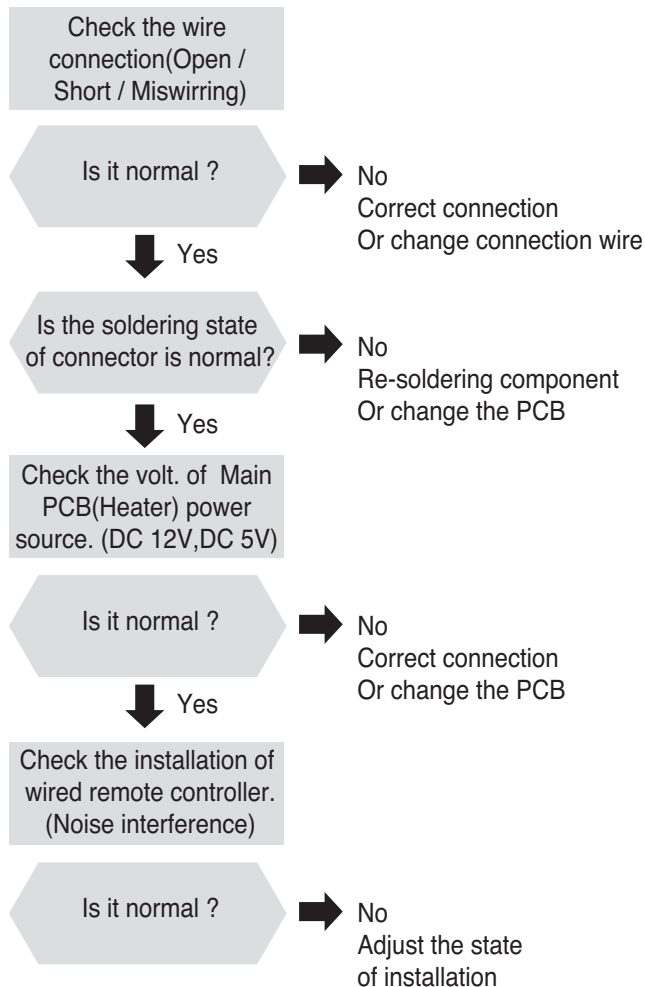 Check the wire
connection(Open /
Short / Miswirring)
Is it normal ?
No
Correct connection
Or change connection wire
Yes
Is the soldering state
of connector is normal?
No
Re-soldering component
Or change the PCB
Yes
Check the volt. of Main
PCB(Heater) power
source. (DC 12V,DC 5V)
Is it normal ?
No
Correct connection
Or change the PCB
Yes
Check the installation of
wired remote controller.
(Noise interference)
Is it normal ?
No
Adjust the state
of installation